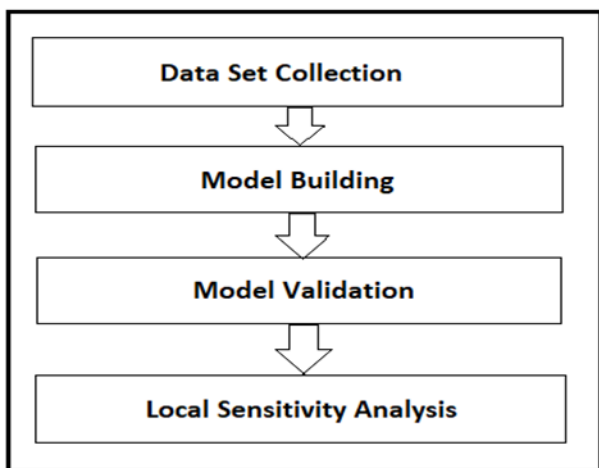 Data Set Collection
Model Building
Model Validation
Local Sensitivity Analysis